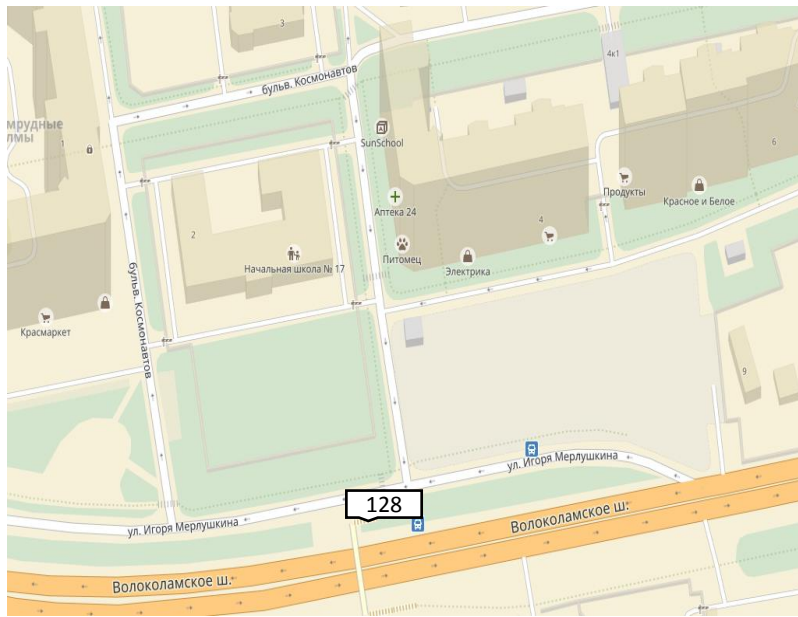 3
6
4к1
бульв. Космонавтов
мрудные
лмы
1
SunSchool
6
Продукты
Красное и Белое
Аптека 24
4
2
Питомец
Электрика
Начальная школа № 17
бульв. Космонавтов
Красмаркет
9
ул. Игоря Мерлушкина
128
ул. Игоря Мерлушкина
Волоколамское ш.
Волоколамское ш.